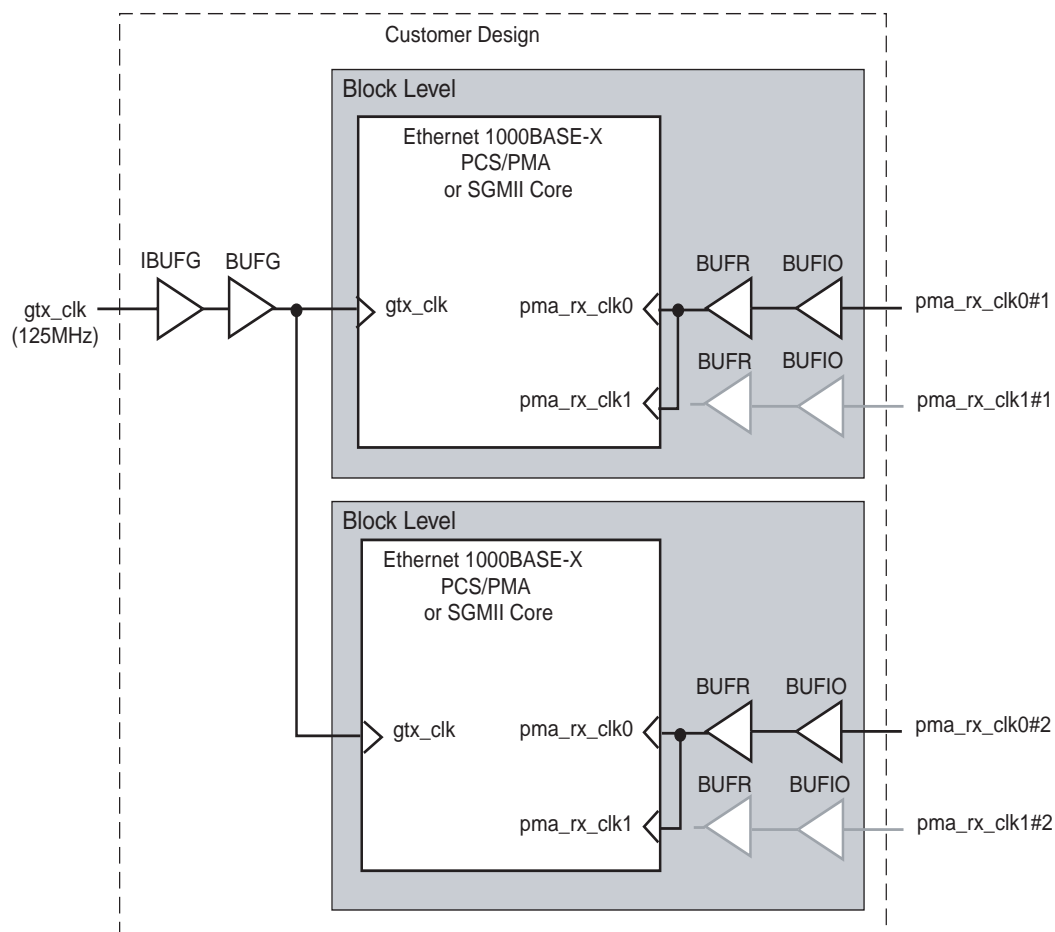 Customer Design
Block Level
Ethernet 1000BASE-X
PCS/PMA
or SGMII Core
IBUFG
BUFG
BUFR
BUFIO
gtx_clk
(125MHz)
gtx_clk
pma_rx_clk0
pma_rx_clk0#1
BUFR
BUFIO
pma_rx_clk1
pma_rx_clk1#1
Block Level
Ethernet 1000BASE-X
PCS/PMA
or SGMII Core
BUFR
BUFIO
gtx_clk
pma_rx_clk0
pma_rx_clk0#2
BUFR
BUFIO
pma_rx_clk1
pma_rx_clk1#2